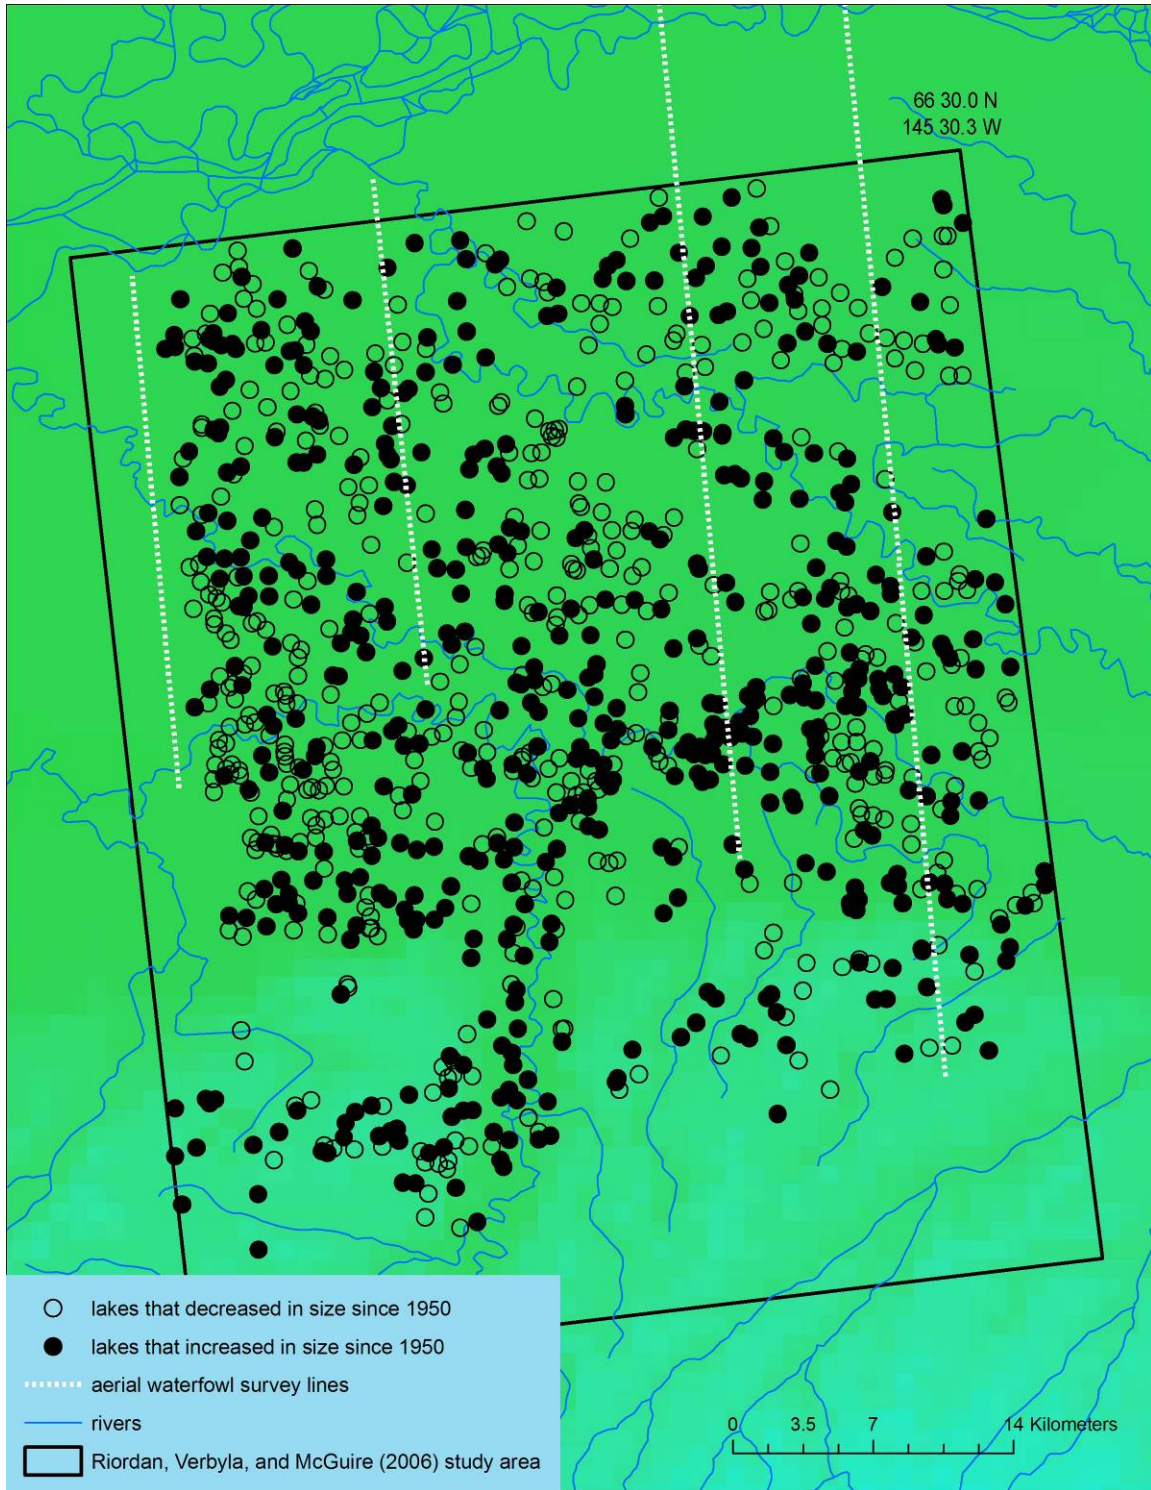 66 30.0 N
145 30.3 W
lakes that decreased in size since 1950
lakes that increased in size since 1950
aerial waterfowl survey lines
rivers
Riordan, Verbyla, and McGuire (2006) study area
0 3.5 7 14 Kilometers